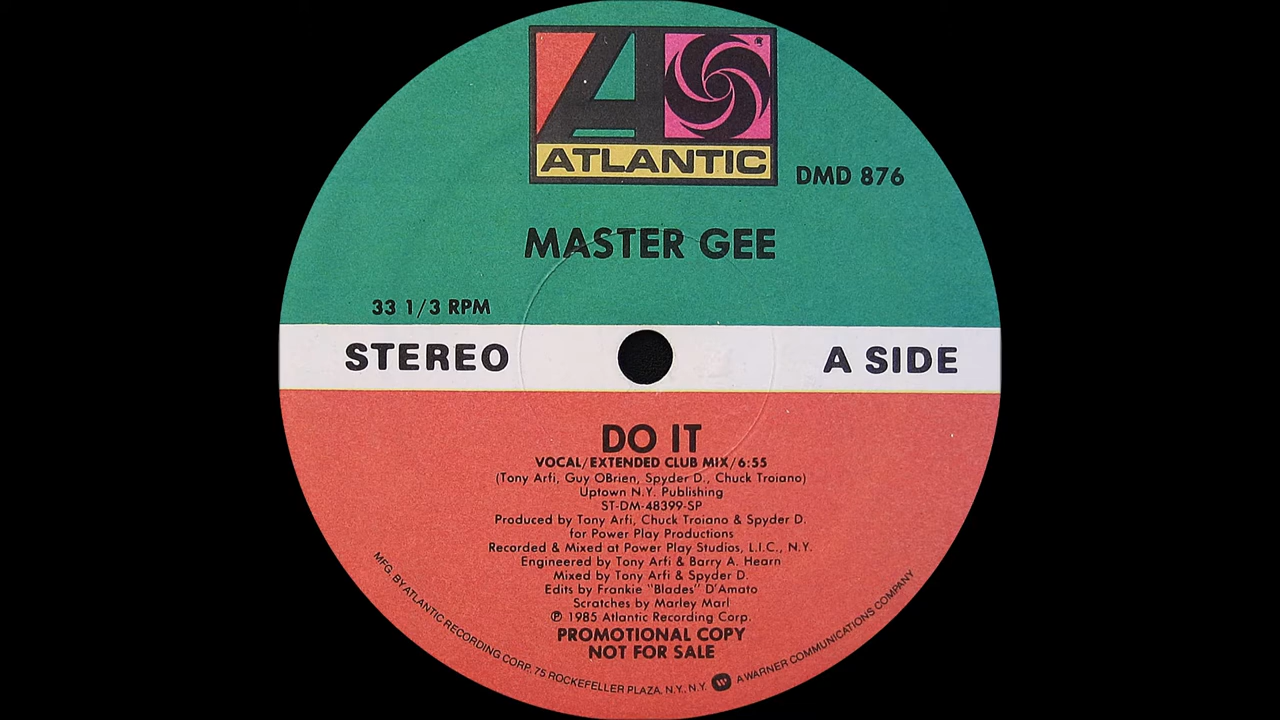 ATLANTIC
DMD 876
MASTER GEE
33 1/3 RPM
STEREO
A SIDE
DO IT
VOCAL/EXTENDED CLUB MIX/6:55
(Tony Arfi, Guy OBrien, Spyder D., Chuck Troiano)
Uptown N.Y. Publishing
ST-DM-48399-SP
Produced by Tony Arfi, Chuck Troiano & Spyder D.
for Power Play Productions
Recorded & Mixed at Power Play Studios, L.I.C., N.Y.
Engineered by Tony Arfi & Barry A. Hearn
Mixed by Tony Arfi & Spyder D.
Edits by Frankie "Blades" D'Amato
Scratches by Marley Marl
℗ 1985 Atlantic Recording Corp.
PROMOTIONAL COPY
NOT FOR SALE
MFG. BY ATLANTIC RECORDING CORP. 75 ROCKEFELLER PLAZA, N.Y., N.Y. A WARNER COMMUNICATIONS COMPANY